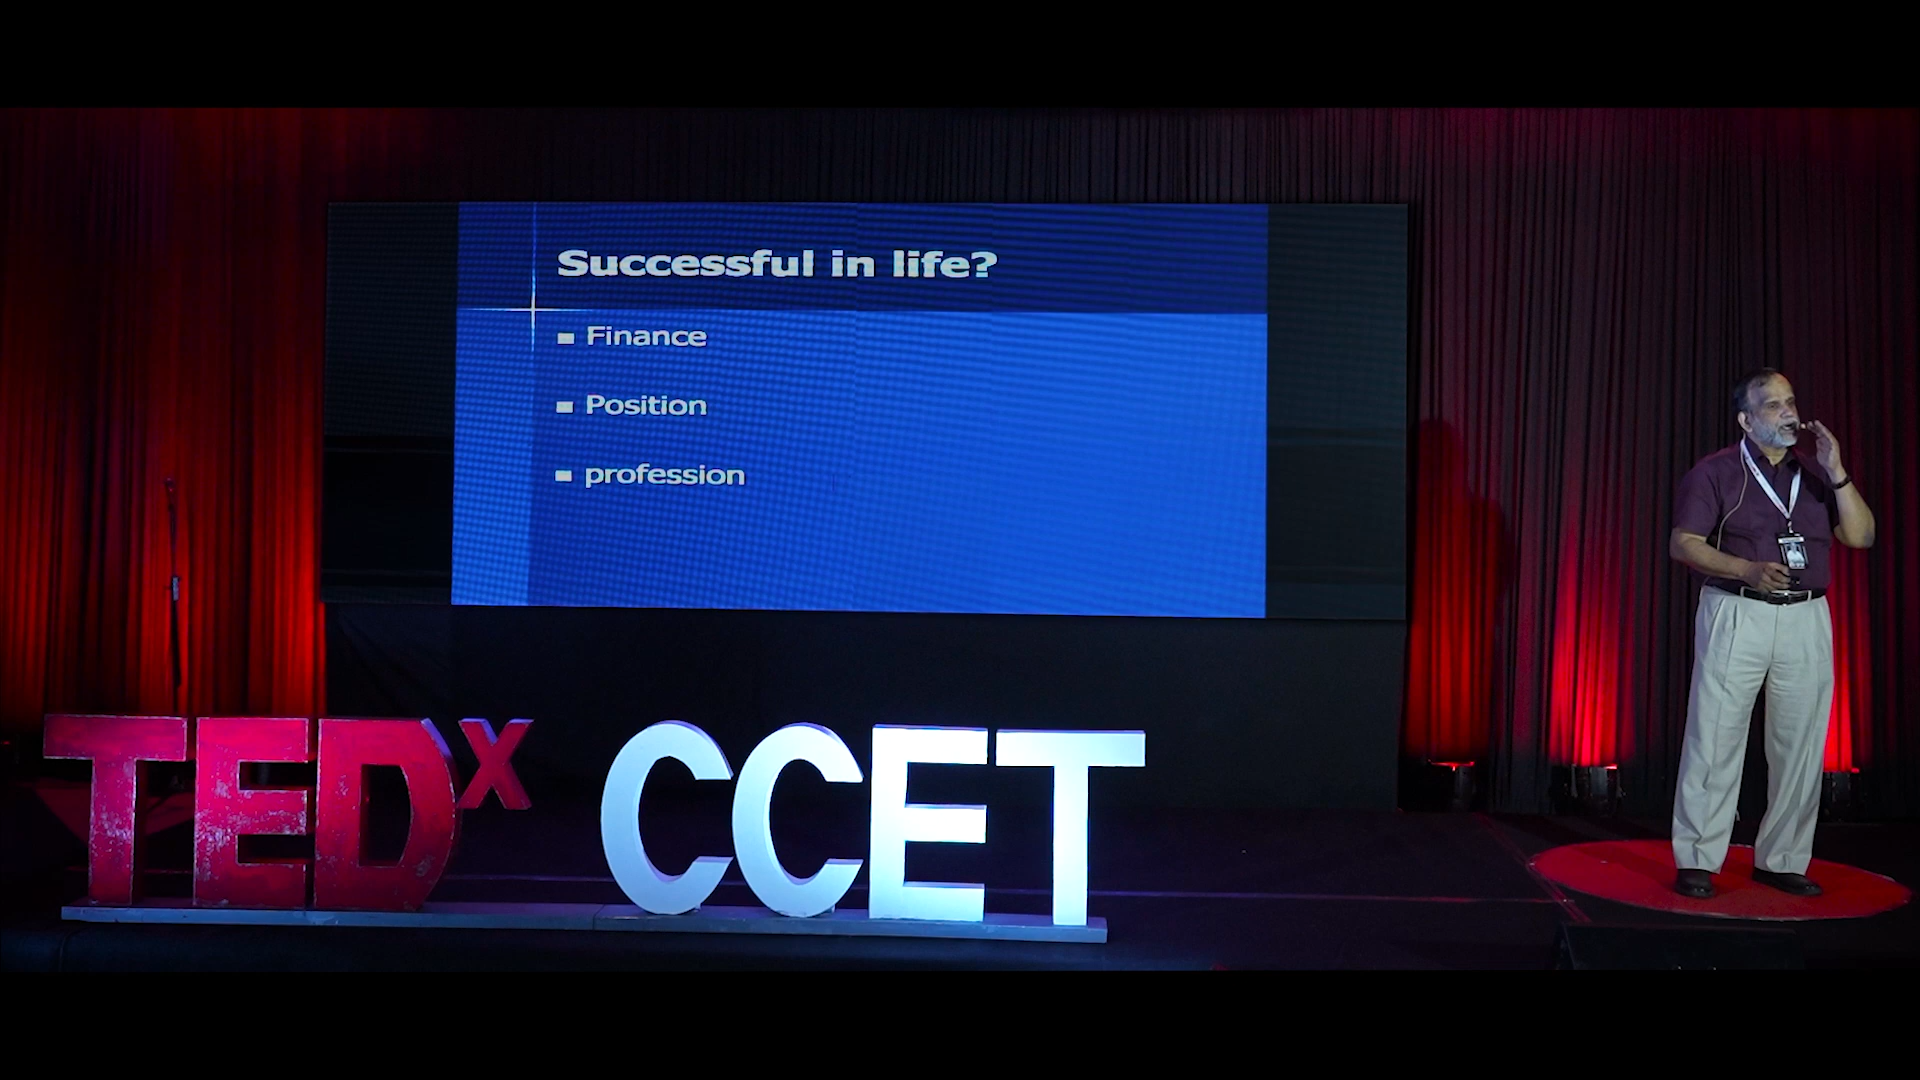 Successful in life?
Finance
Position
profession
TEDx CCET